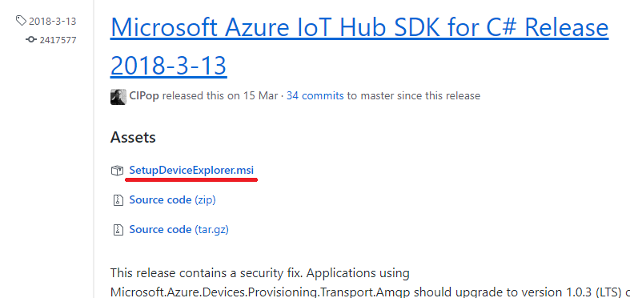 2018-3-13
2417577
Microsoft Azure IoT Hub SDK for C# Release
2018-3-13
CIPop released this on 15 Mar · 34 commits to master since this release
Assets
SetupDeviceExplorer.msi
Source code (zip)
Source code (tar.gz)
This release contains a security fix. Applications using
Microsoft.Azure.Devices.Provisioning.Transport.Amqp should upgrade to version 1.0.3 (LTS)